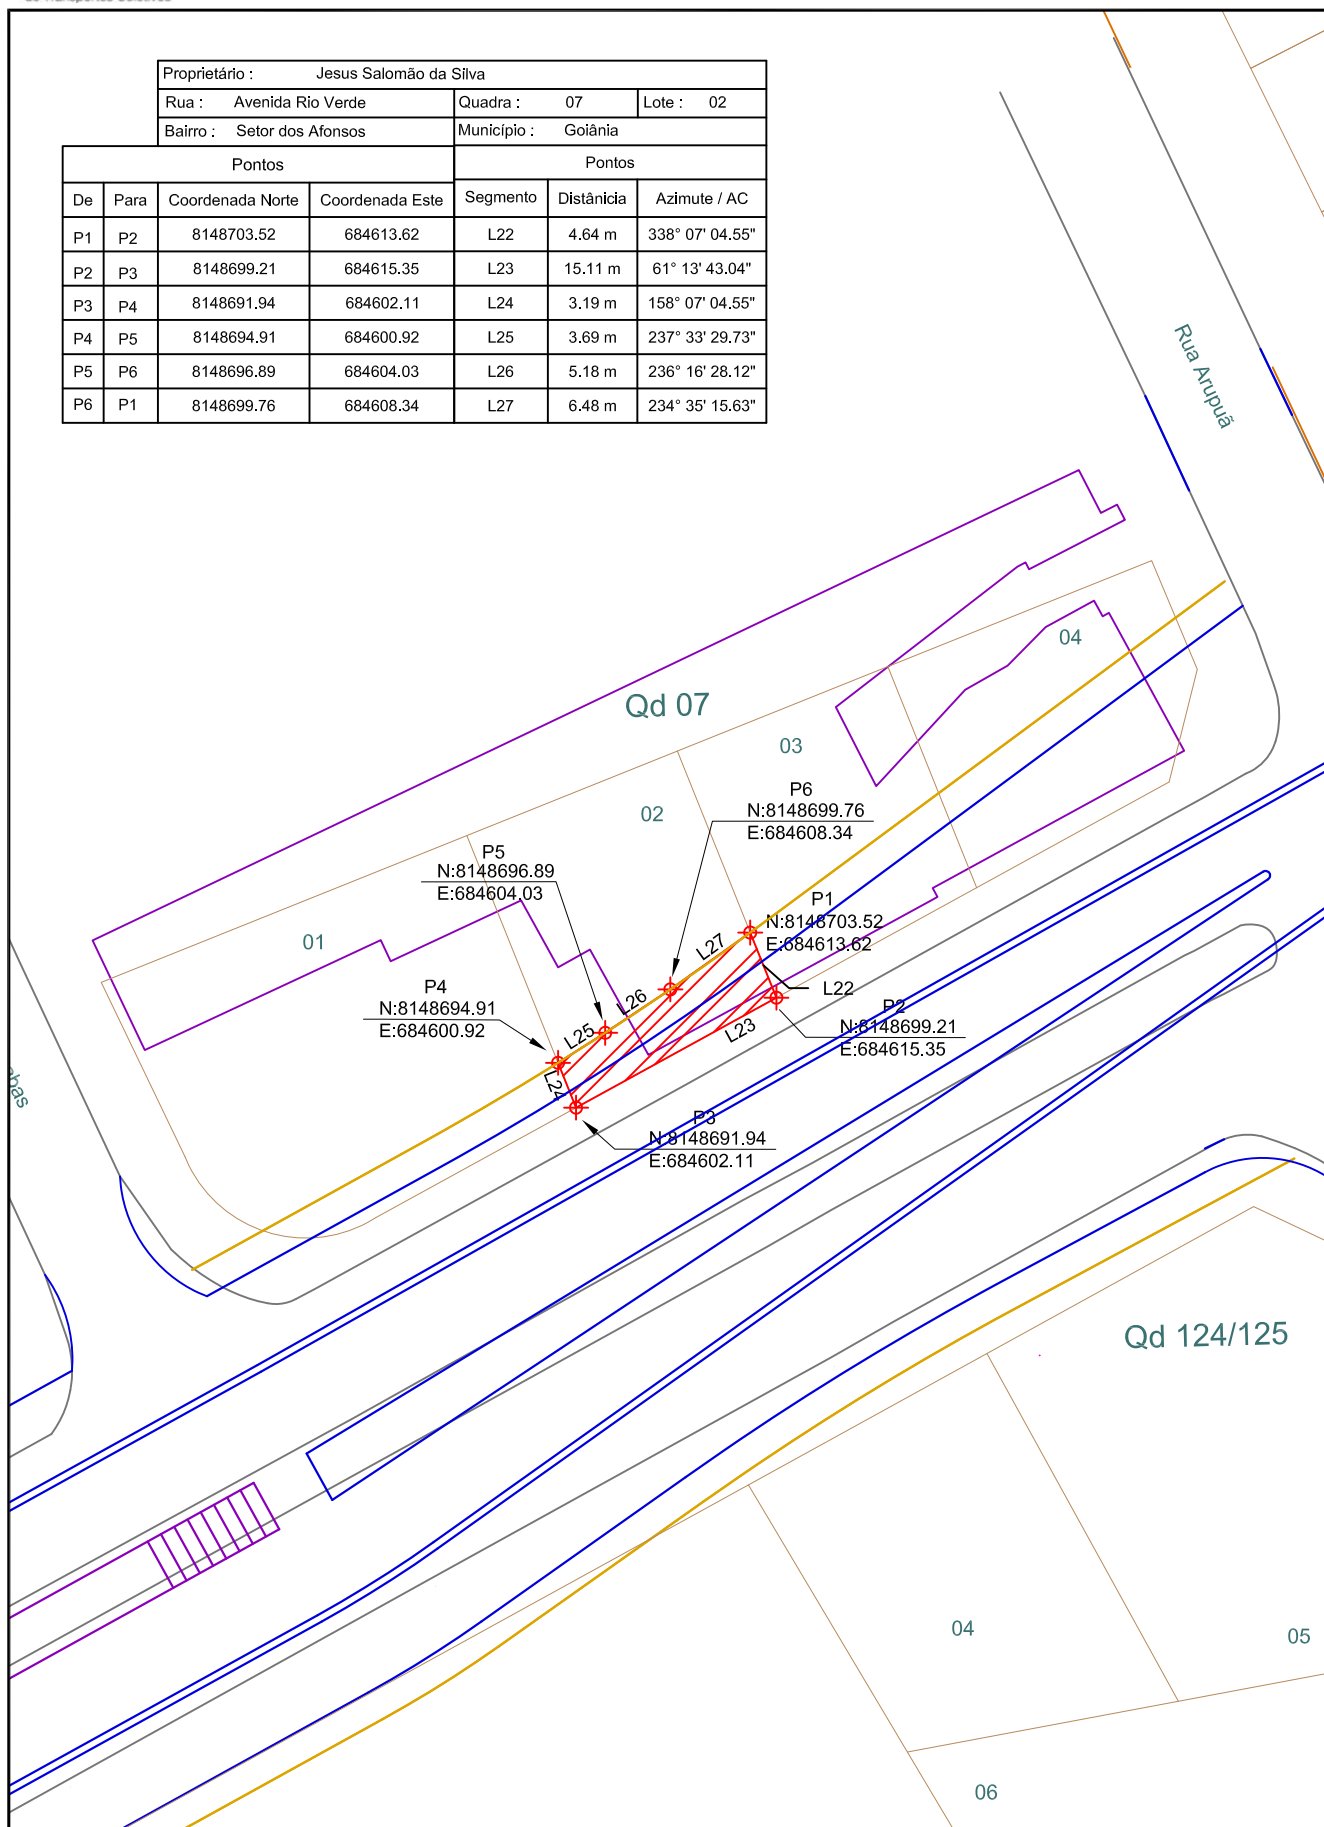 Proprietário : Jesus Salomão da Silva
Rua : Avenida Rio Verde Quadra : 07 Lote : 02
Bairro : Setor dos Afonsos Município : Goiânia
Pontos Pontos
De Para Coordenada Norte Coordenada Este Segmento Distânicia Azimute / AC
P1 P2 8148703.52 684613.62 L22 4.64 m 338° 07' 04.55"
P2 P3 8148699.21 684615.35 L23 15.11 m 61° 13' 43.04"
P3 P4 8148691.94 684602.11 L24 3.19 m 158° 07' 04.55"
P4 P5 8148694.91 684600.92 L25 3.69 m 237° 33' 29.73"
P5 P6 8148696.89 684604.03 L26 5.18 m 236° 16' 28.12"
P6 P1 8148699.76 684608.34 L27 6.48 m 234° 35' 15.63"
Rua Arupuã
04
Qd 07
03
02
P6
N:8148699.76
E:684608.34
P5
N:8148696.89
E:684604.03
P1
N:8148703.52
E:684613.62
01
L27
L22
P4
N:8148694.91
E:684600.92
L26
P2
N:8148699.21
E:684615.35
L25
L23
L24
P3
N:8148691.94
E:684602.11
Qd 124/125
04
05
06